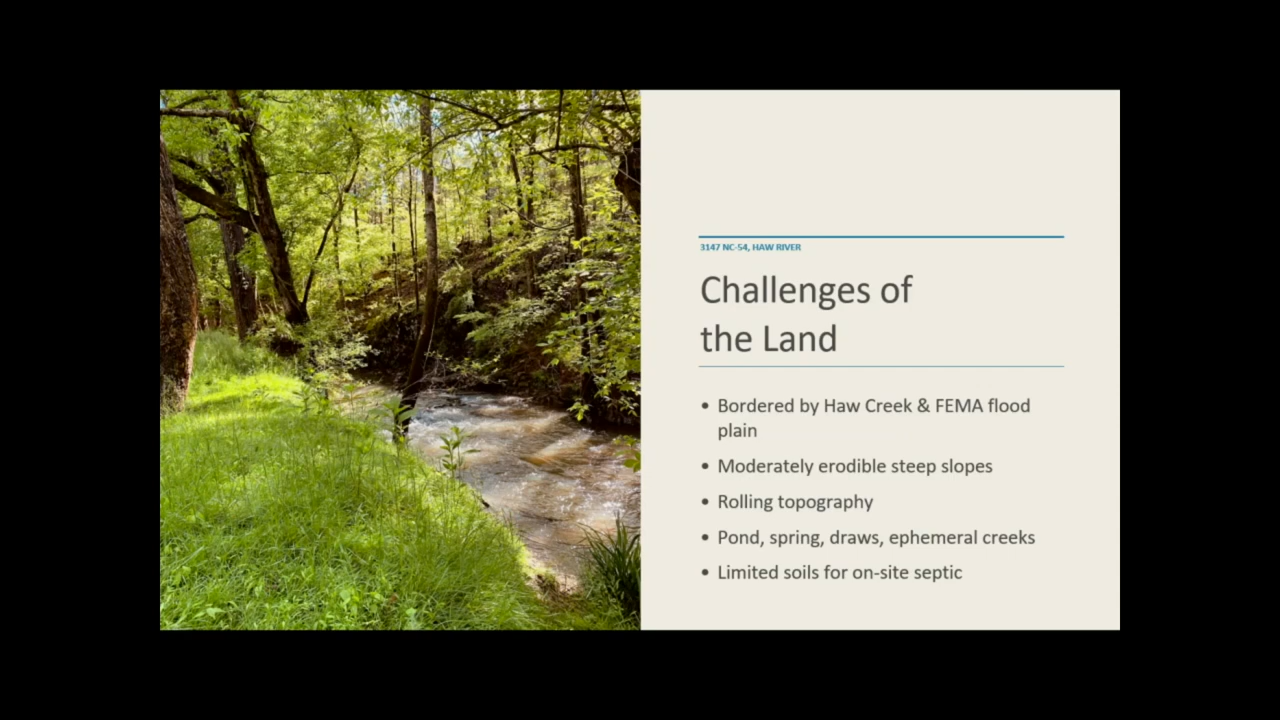 3147 NC-54, HAW RIVER
Challenges of
the Land
• Bordered by Haw Creek & FEMA flood
plain
• Moderately erodible steep slopes
• Rolling topography
• Pond, spring, draws, ephemeral creeks
• Limited soils for on-site septic